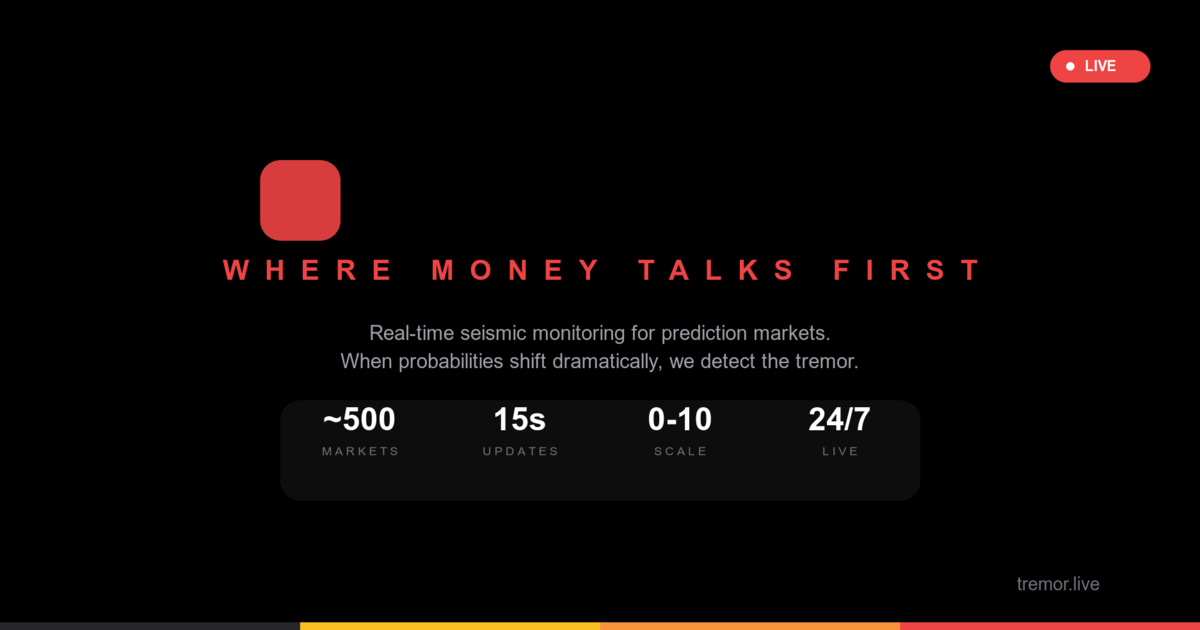 LIVE
WHERE MONEY TALKS FIRST
Real-time seismic monitoring for prediction markets.
When probabilities shift dramatically, we detect the tremor.
~500 15s 0-10 24/7
MARKETS UPDATES SCALE LIVE
tremor.live